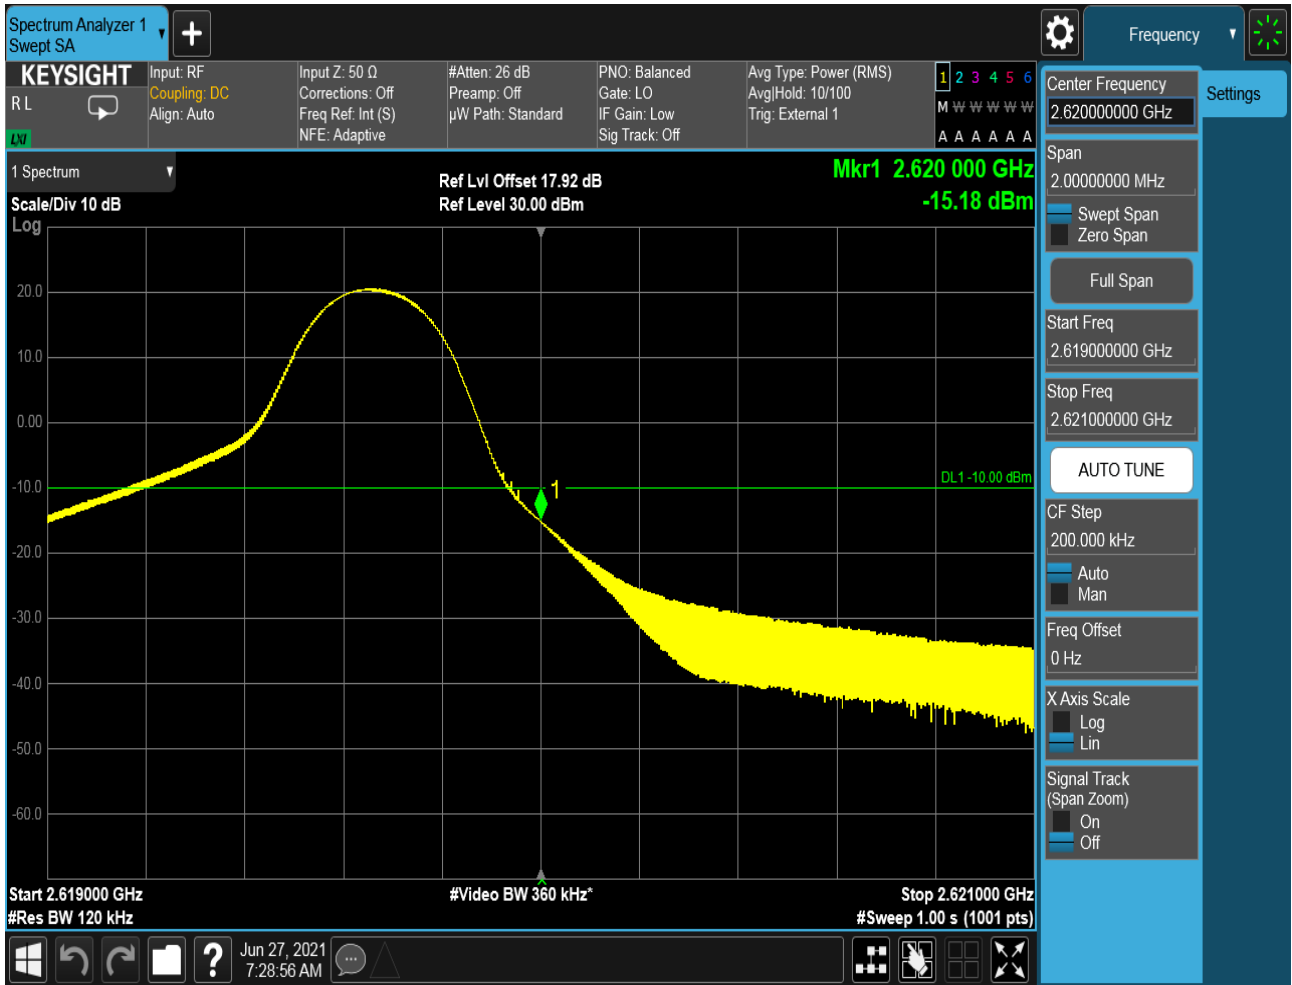 Spectrum Analyzer 1
Swept SA
Frequency
KEYSIGHT
R L
LXI
Input: RF
Coupling: DC
Align: Auto
Input Z: 50 Ω
Corrections: Off
Freq Ref: Int (S)
NFE: Adaptive
#Atten: 26 dB
Preamp: Off
µW Path: Standard
PNO: Balanced
Gate: LO
IF Gain: Low
Sig Track: Off
Avg Type: Power (RMS)
Avg|Hold: 10/100
Trig: External 1
1 2 3 4 5 6
M W W W W W
A A A A A A
1 Spectrum
Scale/Div 10 dB
Log
Ref Lvl Offset 17.92 dB
Ref Level 30.00 dBm
Mkr1 2.620 000 GHz
-15.18 dBm
20.0
10.0
0.00
-10.0
-20.0
-30.0
-40.0
-50.0
-60.0
DL1 -10.00 dBm
1
Start 2.619000 GHz
#Res BW 120 kHz
#Video BW 360 kHz*
Stop 2.621000 GHz
#Sweep 1.00 s (1001 pts)
Jun 27, 2021
7:28:56 AM
Center Frequency
2.620000000 GHz
Settings
Span
2.00000000 MHz
Swept Span
Zero Span
Full Span
Start Freq
2.619000000 GHz
Stop Freq
2.621000000 GHz
AUTO TUNE
CF Step
200.000 kHz
Auto
Man
Freq Offset
0 Hz
X Axis Scale
Log
Lin
Signal Track
(Span Zoom)
On
Off